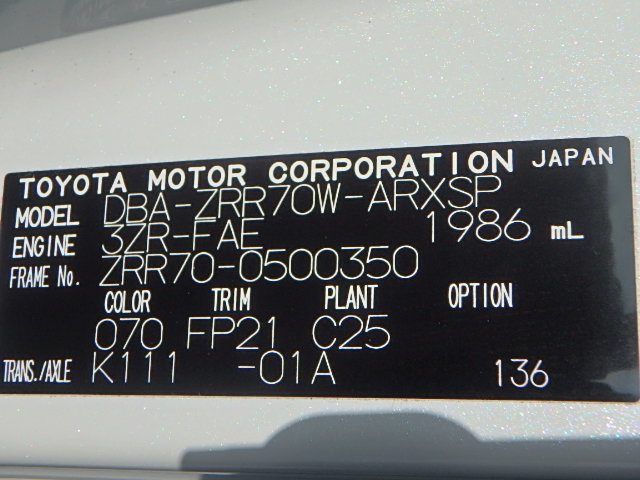 TOYOTA MOTOR CORPORATION JAPAN
MODEL DBA-ZRR70W-ARXSP
ENGINE 3ZR-FAE 1986 mL
FRAME No. ZRR70-0500350
COLOR TRIM PLANT OPTION
070 FP21 C25
TRANS./AXLE K111 -01A 136